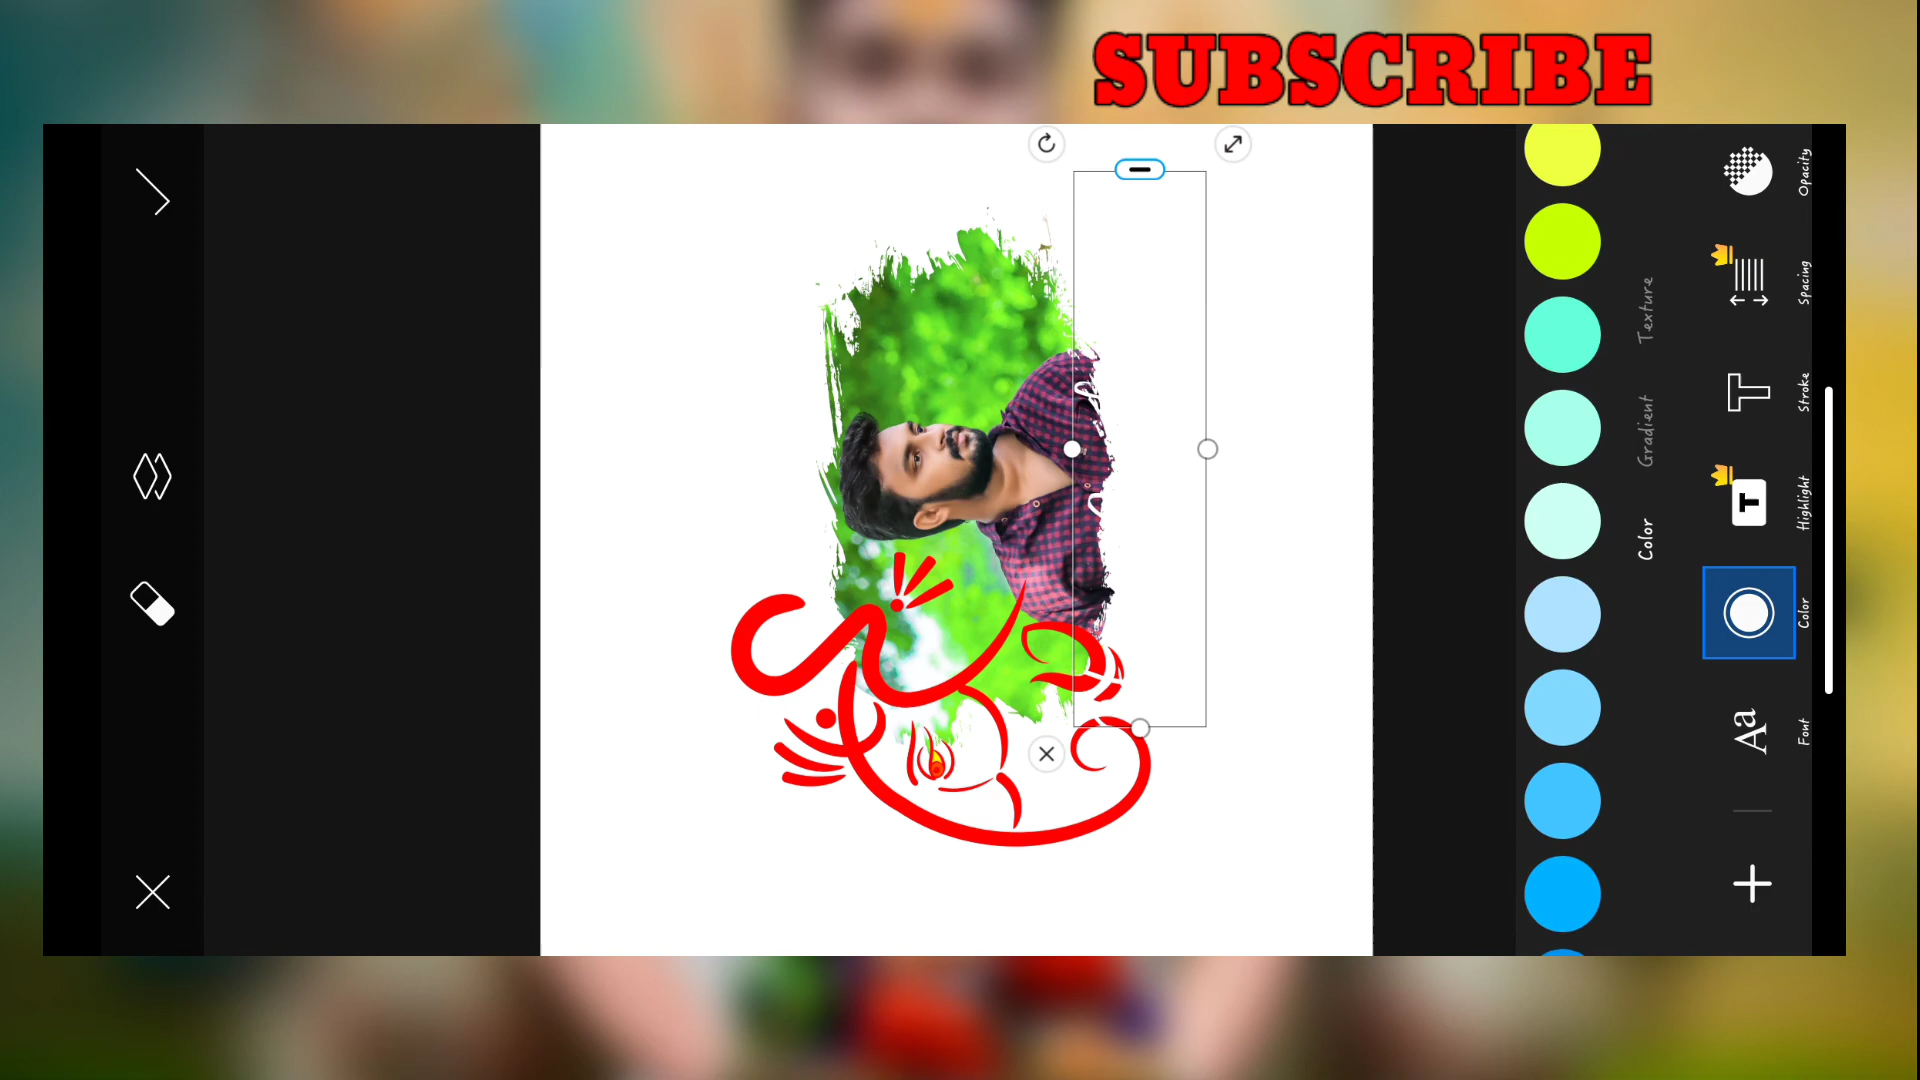 SUBSCRIBE
Opacity
Spacing
Stroke
Highlight
Color
Font
Texture
Gradient
Color